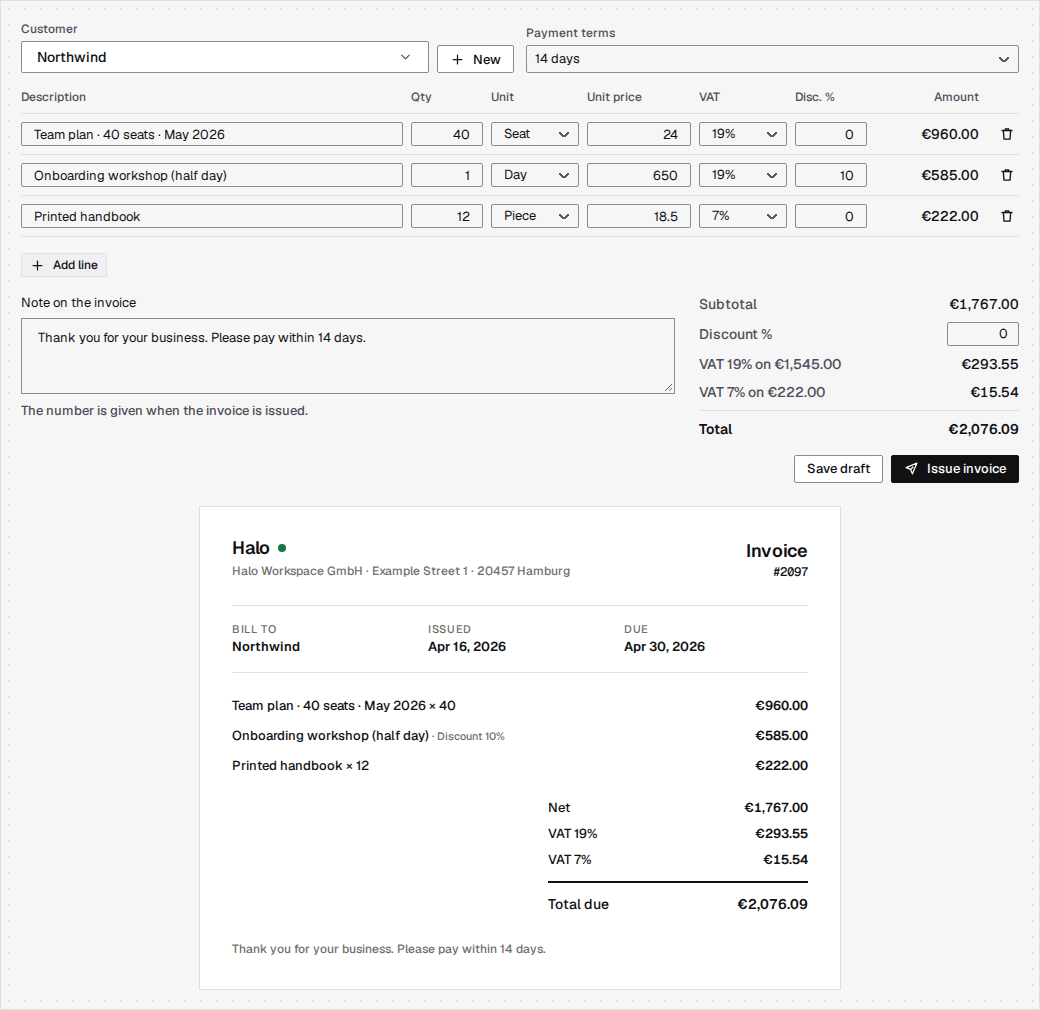 Customer
Payment terms
Northwind
New
14 days
Description Qty Unit Unit price VAT Disc. % Amount
Team plan · 40 seats · May 2026 40 Seat 24 19% 0 €960.00
Onboarding workshop (half day) 1 Day 650 19% 10 €585.00
Printed handbook 12 Piece 18.5 7% 0 €222.00
Add line
Note on the invoice
Thank you for your business. Please pay within 14 days.
The number is given when the invoice is issued.
Subtotal €1,767.00
Discount % 0
VAT 19% on €1,545.00 €293.55
VAT 7% on €222.00 €15.54
Total €2,076.09
Save draft
Issue invoice
Halo
Halo Workspace GmbH · Example Street 1 · 20457 Hamburg
Invoice
#2097
BILL TO ISSUED DUE
Northwind Apr 16, 2026 Apr 30, 2026
Team plan · 40 seats · May 2026 × 40 €960.00
Onboarding workshop (half day) · Discount 10% €585.00
Printed handbook × 12 €222.00
Net €1,767.00
VAT 19% €293.55
VAT 7% €15.54
Total due €2,076.09
Thank you for your business. Please pay within 14 days.